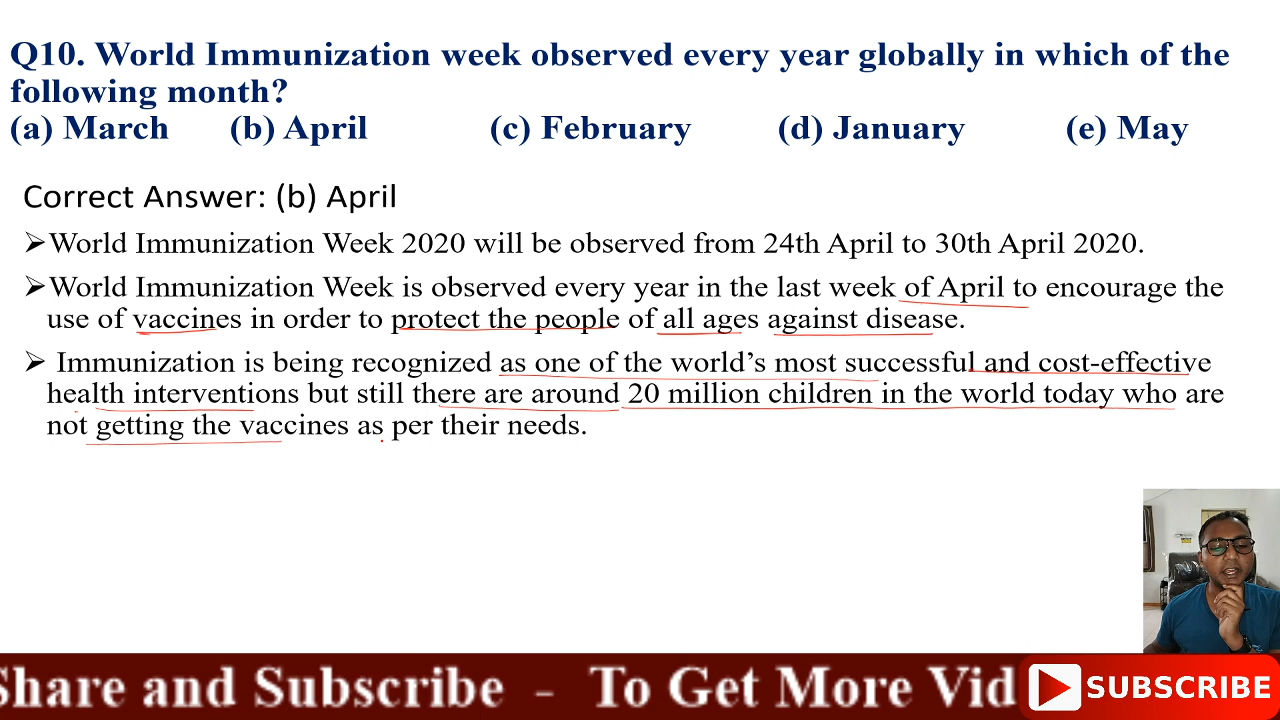 Q10. World Immunization week observed every year globally in which of the
following month?
(a) March (b) April (c) February (d) January (e) May
Correct Answer: (b) April
➢World Immunization Week 2020 will be observed from 24th April to 30th April 2020.
➢World Immunization Week is observed every year in the last week of April to encourage the
use of vaccines in order to protect the people of all ages against disease.
➢ Immunization is being recognized as one of the world’s most successful and cost-effective
health interventions but still there are around 20 million children in the world today who are
not getting the vaccines as per their needs.
Share and Subscribe - To Get More Vid
SUBSCRIBE